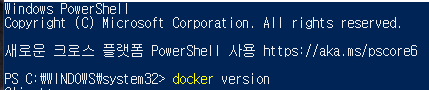 Windows PowerShell
Copyright (C) Microsoft Corporation. All rights reserved.
새로운 크로스 플랫폼 PowerShell 사용 https://aka.ms/pscore6
PS C:₩WINDOWS₩system32> docker version